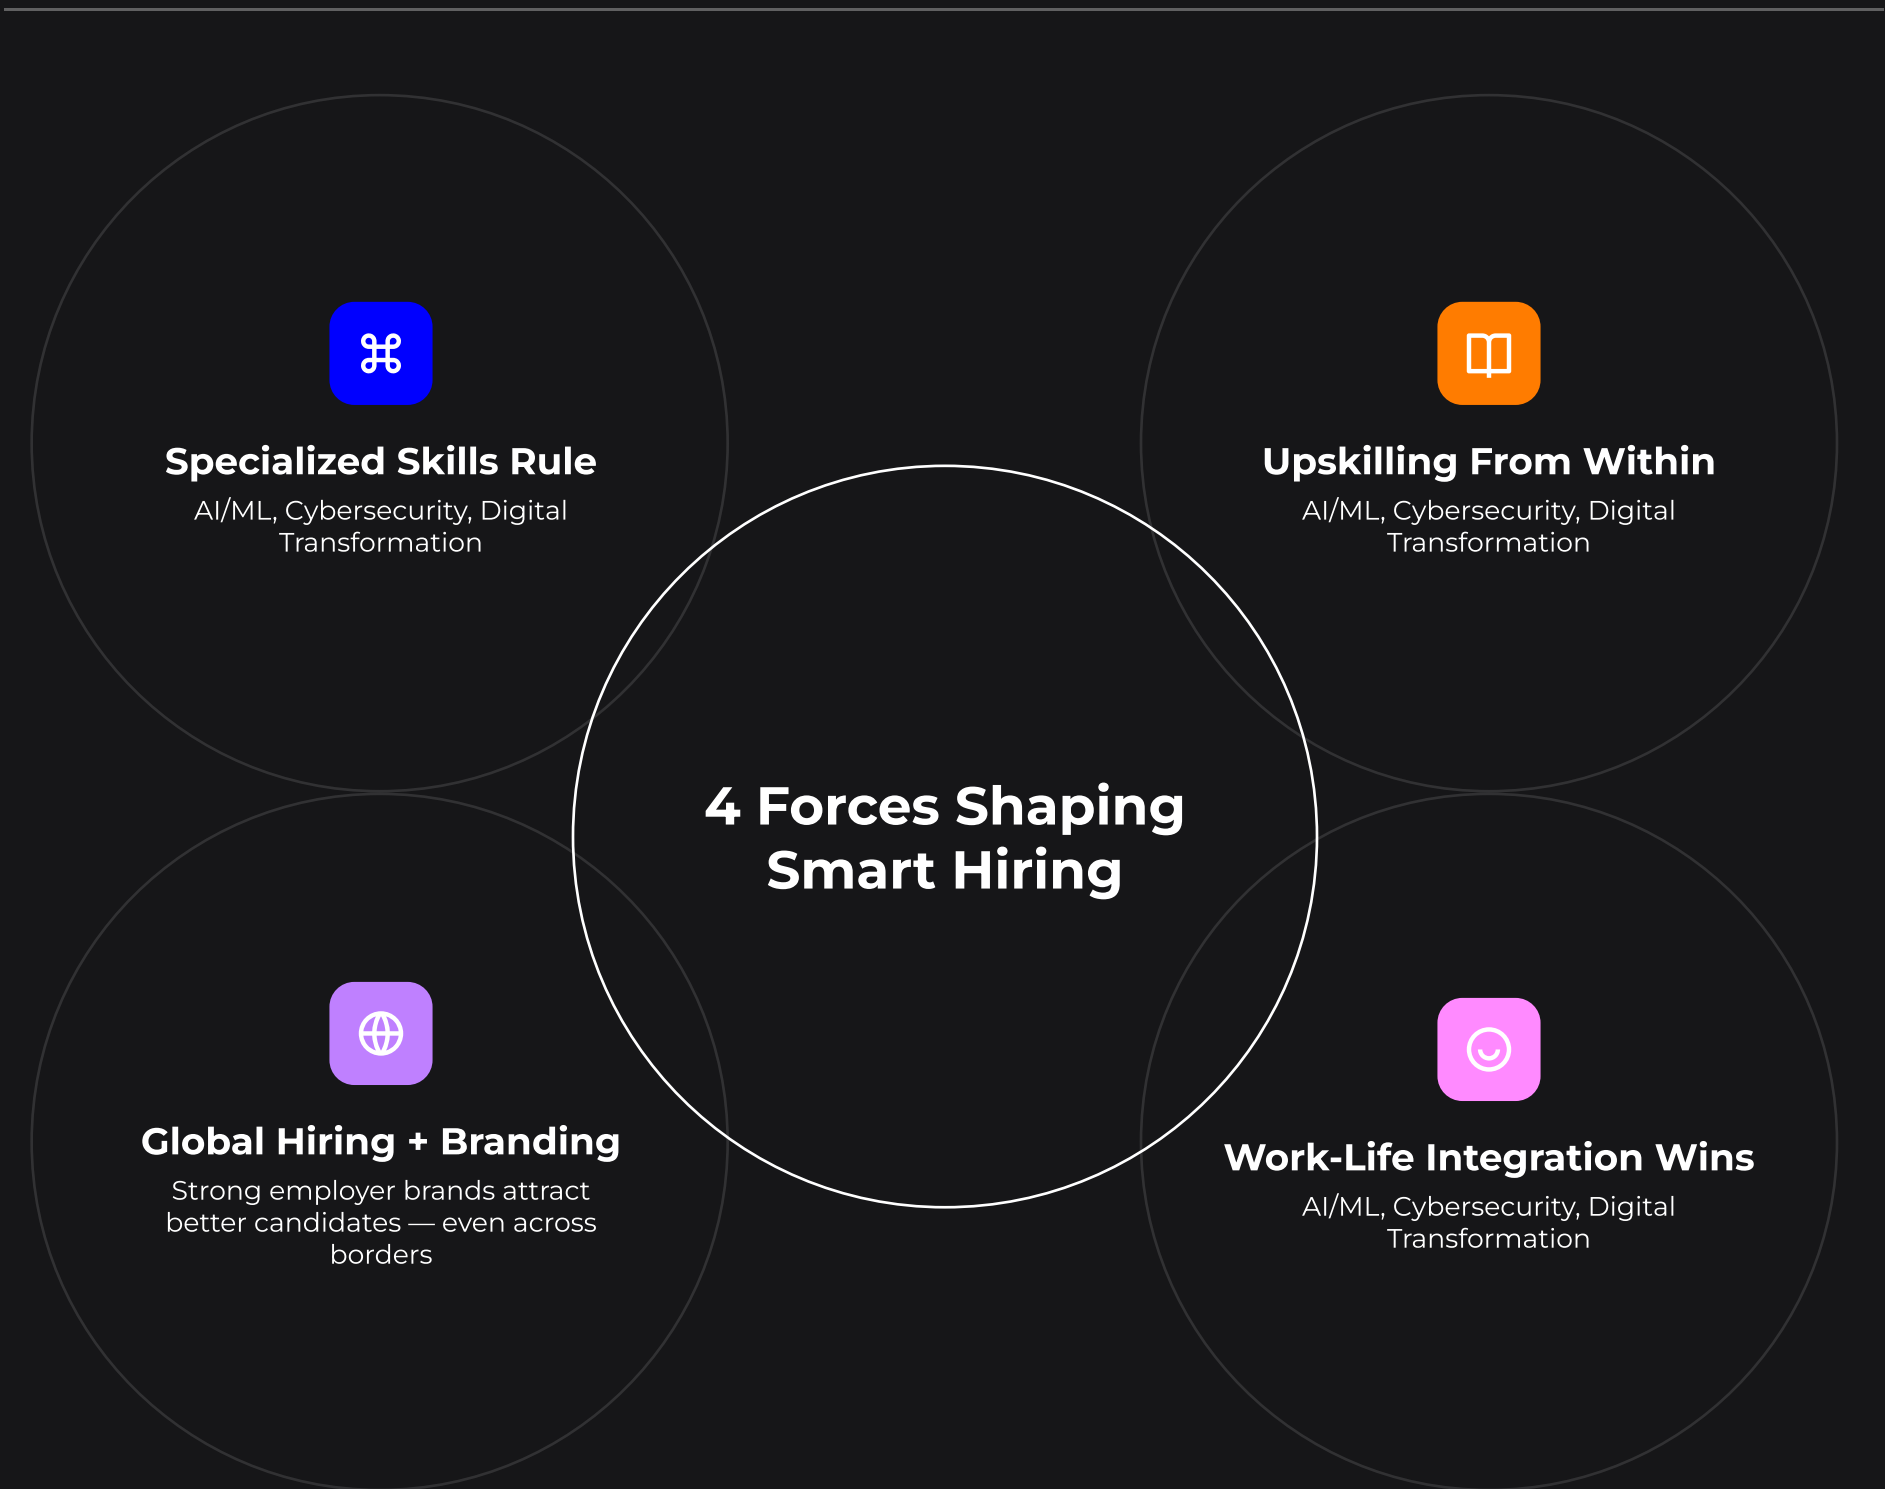 Specialized Skills Rule
AI/ML, Cybersecurity, Digital
Transformation
Upskilling From Within
AI/ML, Cybersecurity, Digital
Transformation
4 Forces Shaping
Smart Hiring
Global Hiring + Branding
Strong employer brands attract
better candidates — even across
borders
Work-Life Integration Wins
AI/ML, Cybersecurity, Digital
Transformation